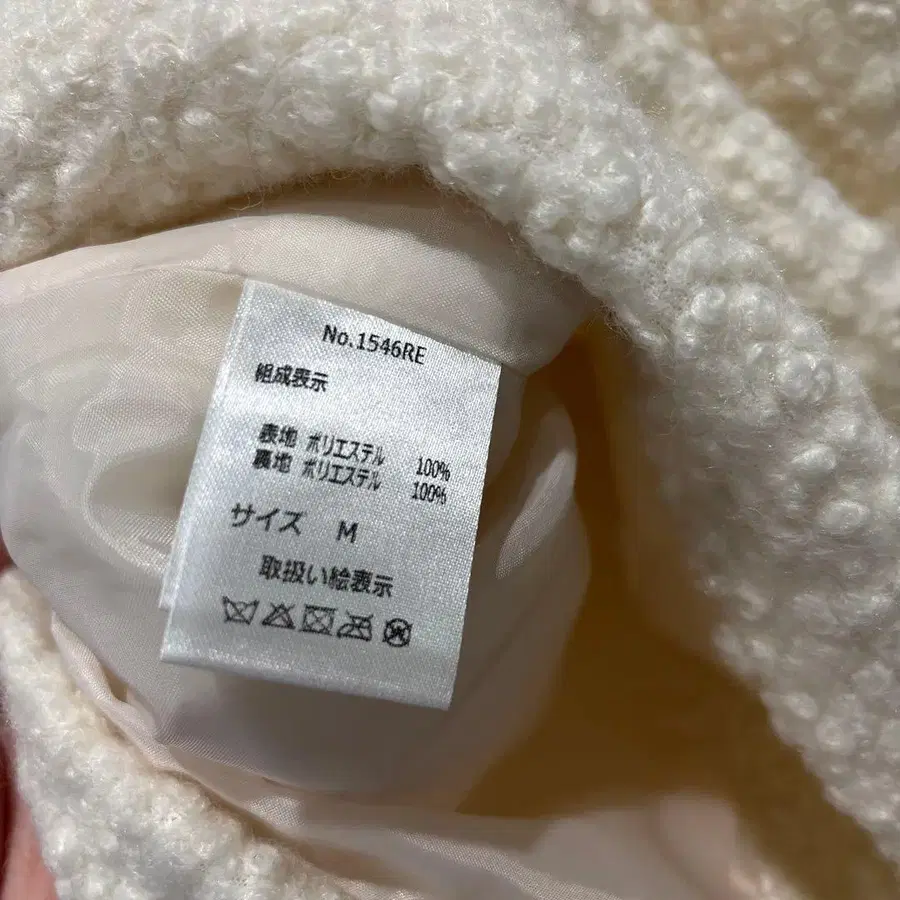 No.1546RE
組成表示
表地 ポリエステル 100%
裏地 ポリエステル 100%
サイズ M
取扱い絵表示